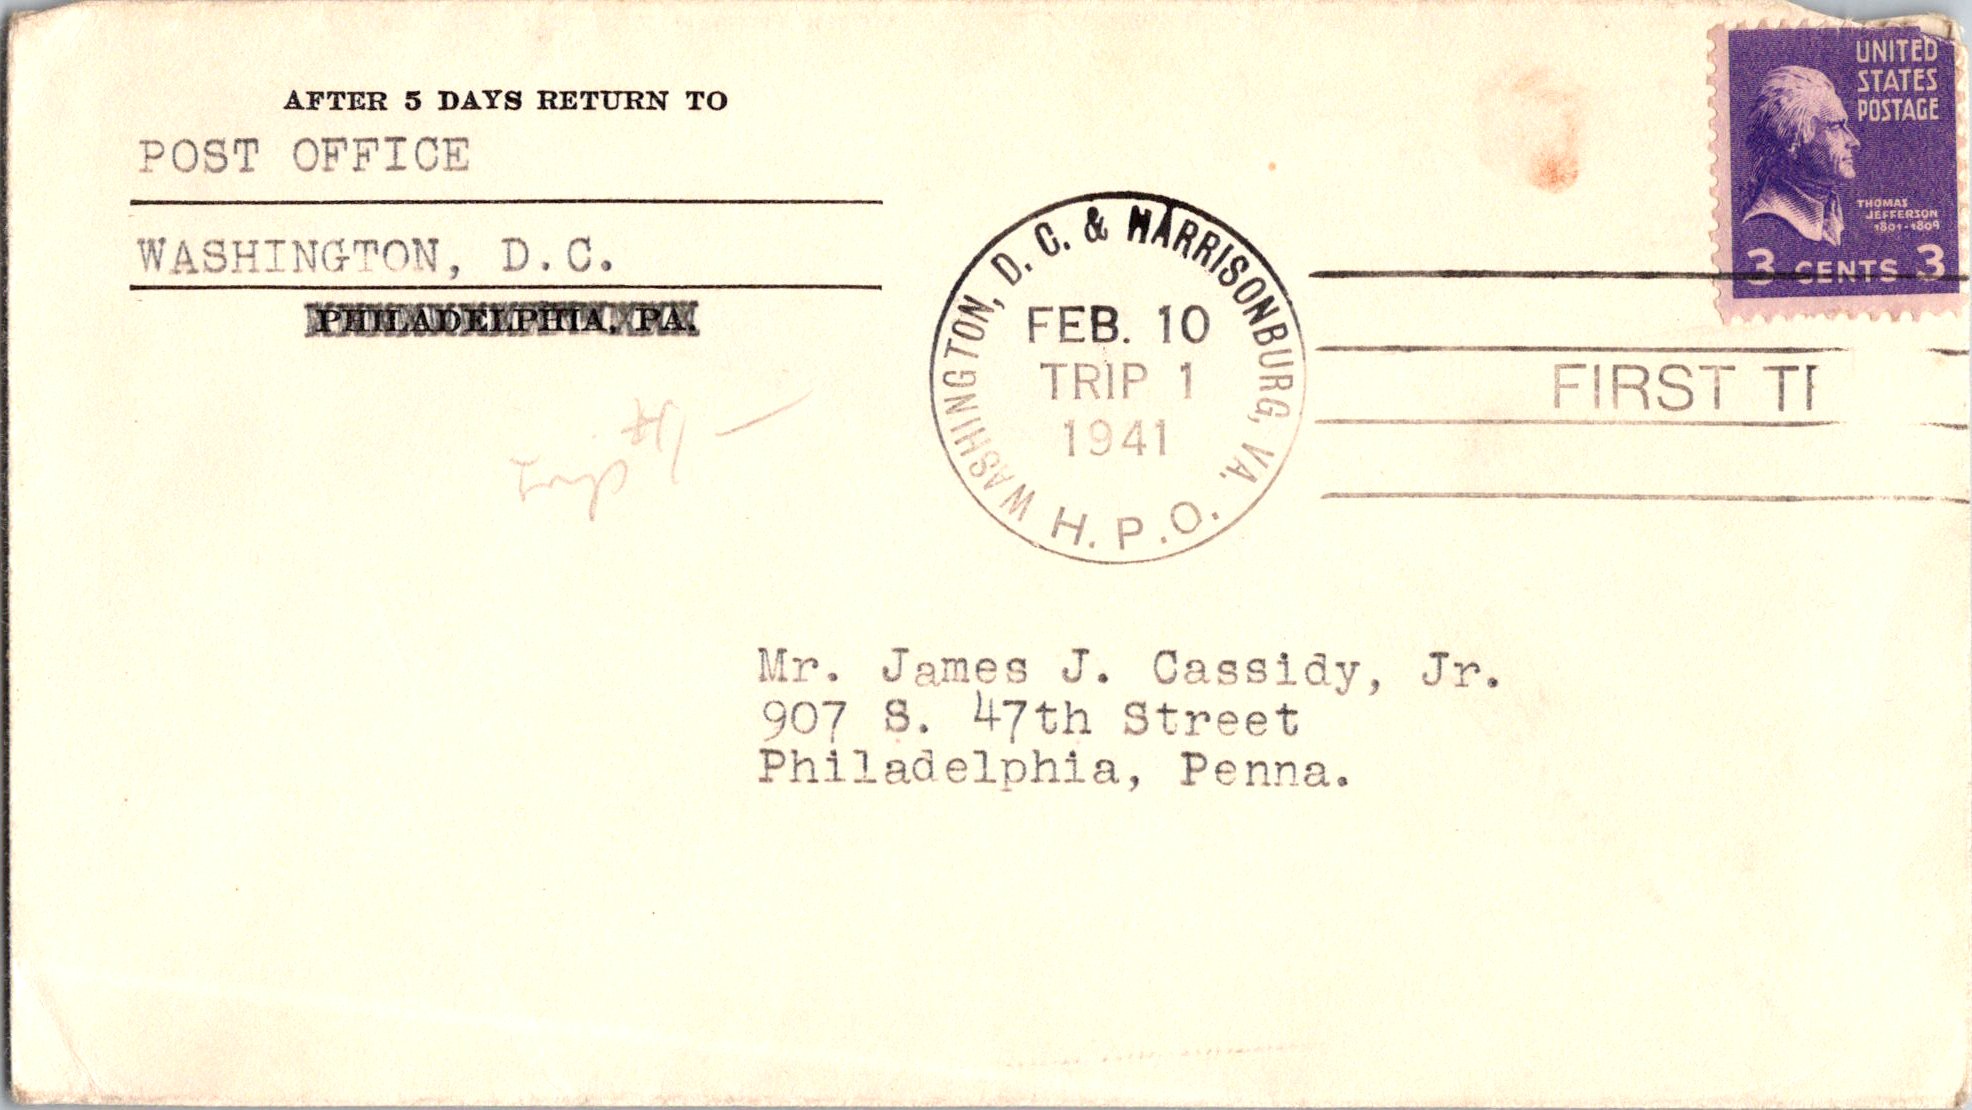 AFTER 5 DAYS RETURN TO
POST OFFICE
WASHINGTON, D.C.
PHILADELPHIA, PA.
UNITED
STATES
POSTAGE
THOMAS
JEFFERSON
1801-1809
3 CENTS 3
WASHINGTON, D. C. & HARRISONBURG, VA.
FEB. 10
TRIP 1
1941
H.P.O.
FIRST
Trip #1 -
Mr. James J. Cassidy, Jr.
907 S. 47th Street
Philadelphia, Penna.